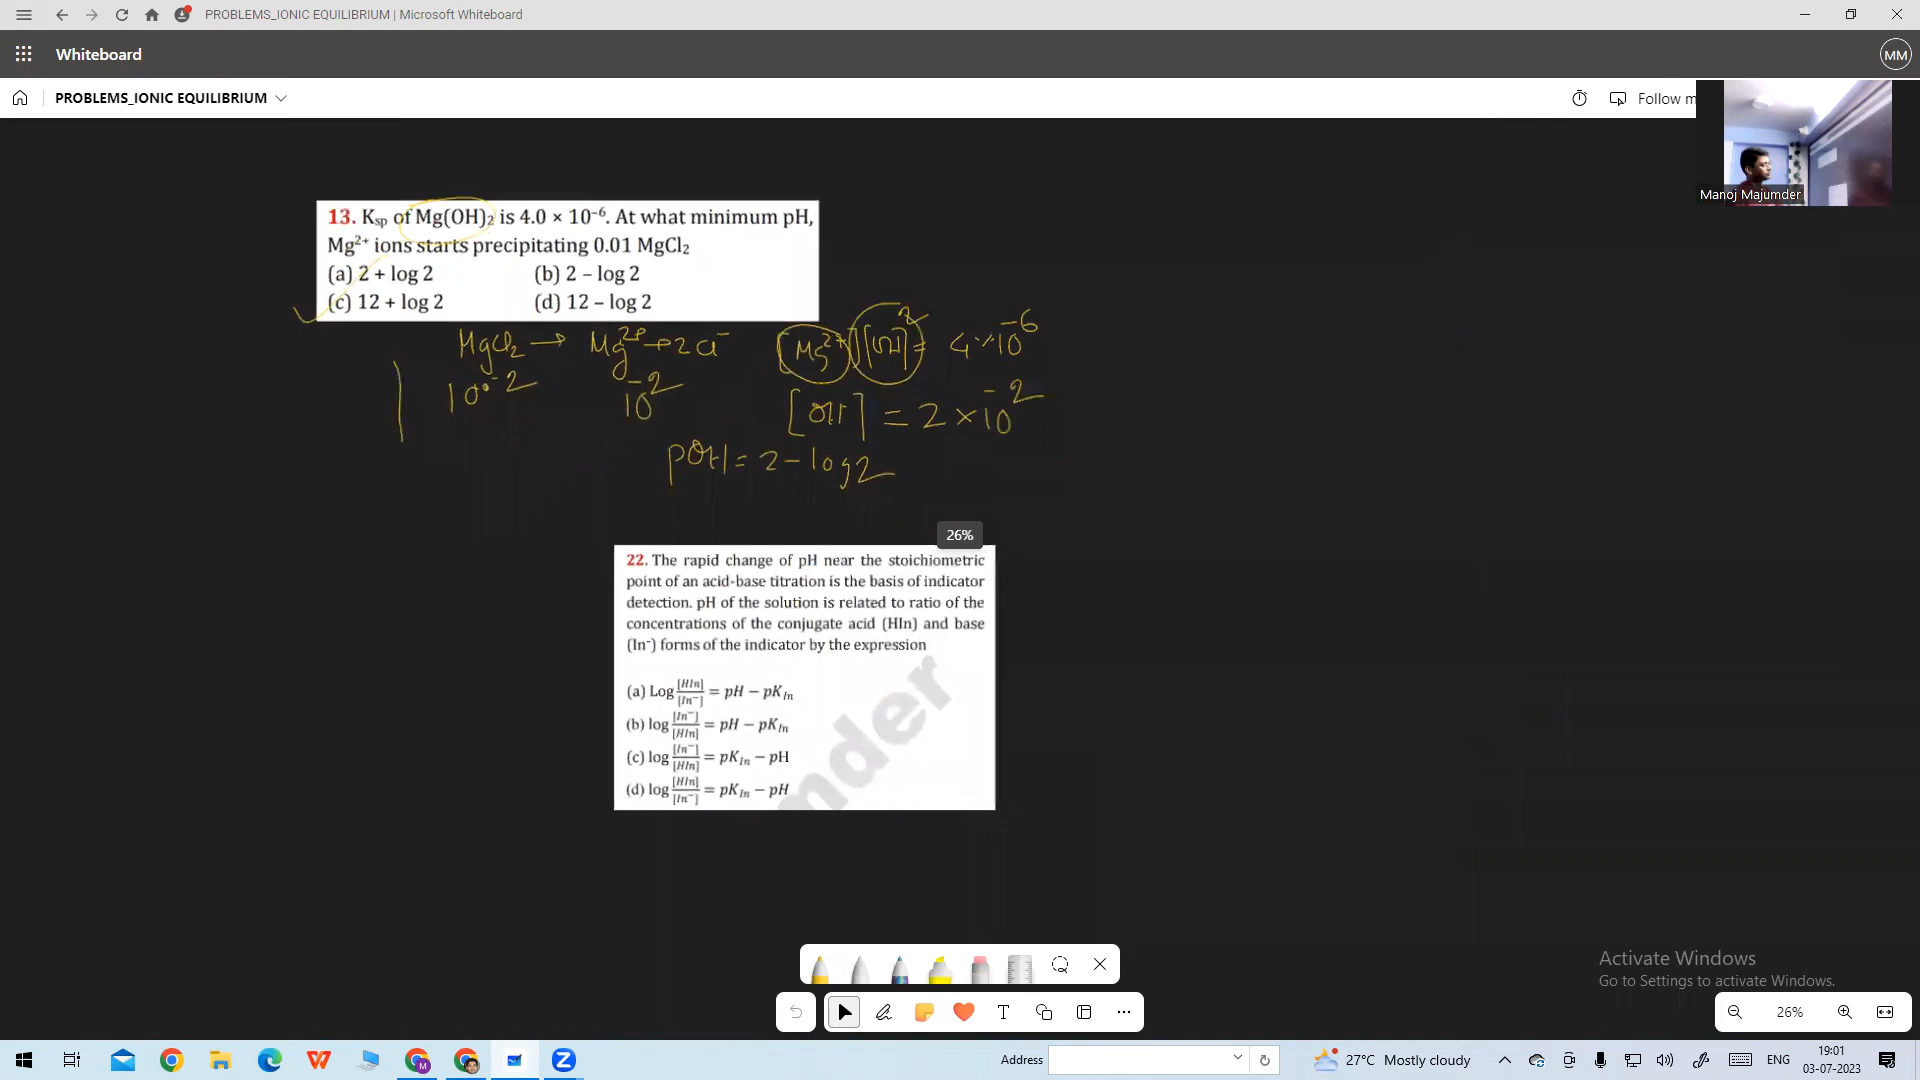 PROBLEMS_IONIC EQUILIBRIUM | Microsoft Whiteboard
Whiteboard
MM
PROBLEMS_IONIC EQUILIBRIUM
Follow m
Manoj Majumder
13. Ksp of Mg(OH)₂ is 4.0 × 10⁻⁶. At what minimum pH,
Mg²⁺ ions starts precipitating 0.01 MgCl₂
(a) 2 + log 2 (b) 2 – log 2
(c) 12 + log 2 (d) 12 – log 2
MgCl₂ → Mg²⁺ + 2Cl⁻ [Mg²⁺][OH]² = 4×10⁻⁶
10⁻² 10⁻² [OH] = 2 × 10⁻²
pOH = 2 - log 2
26%
22. The rapid change of pH near the stoichiometric
point of an acid-base titration is the basis of indicator
detection. pH of the solution is related to ratio of the
concentrations of the conjugate acid (HIn) and base
(In⁻) forms of the indicator by the expression
(a) Log [HIn]/[In⁻] = pH − pK_In
(b) log [In⁻]/[HIn] = pH − pK_In
(c) log [In⁻]/[HIn] = pK_In − pH
(d) log [HIn]/[In⁻] = pK_In − pH
nder
Activate Windows
Go to Settings to activate Windows.
26%
Address
27°C Mostly cloudy
ENG
19:01
03-07-2023